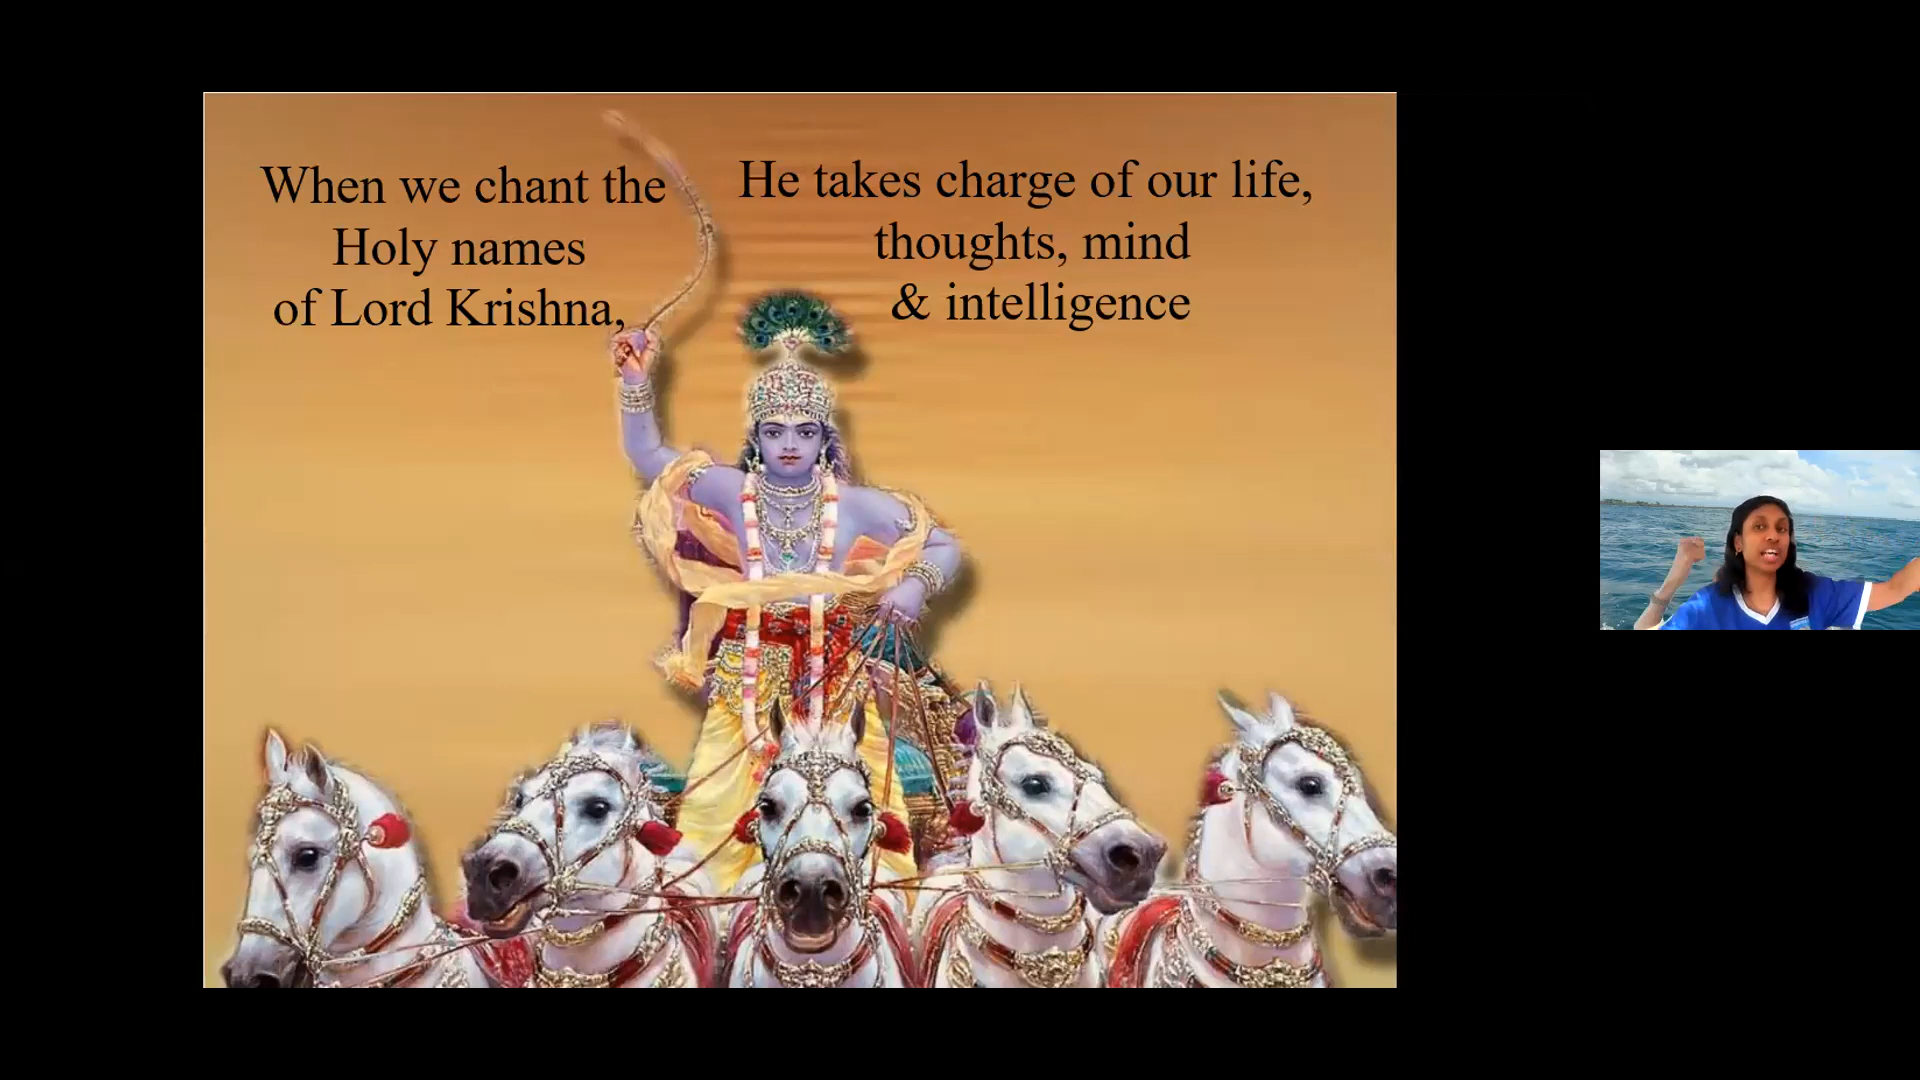 When we chant the
Holy names
of Lord Krishna,
He takes charge of our life,
thoughts, mind
& intelligence